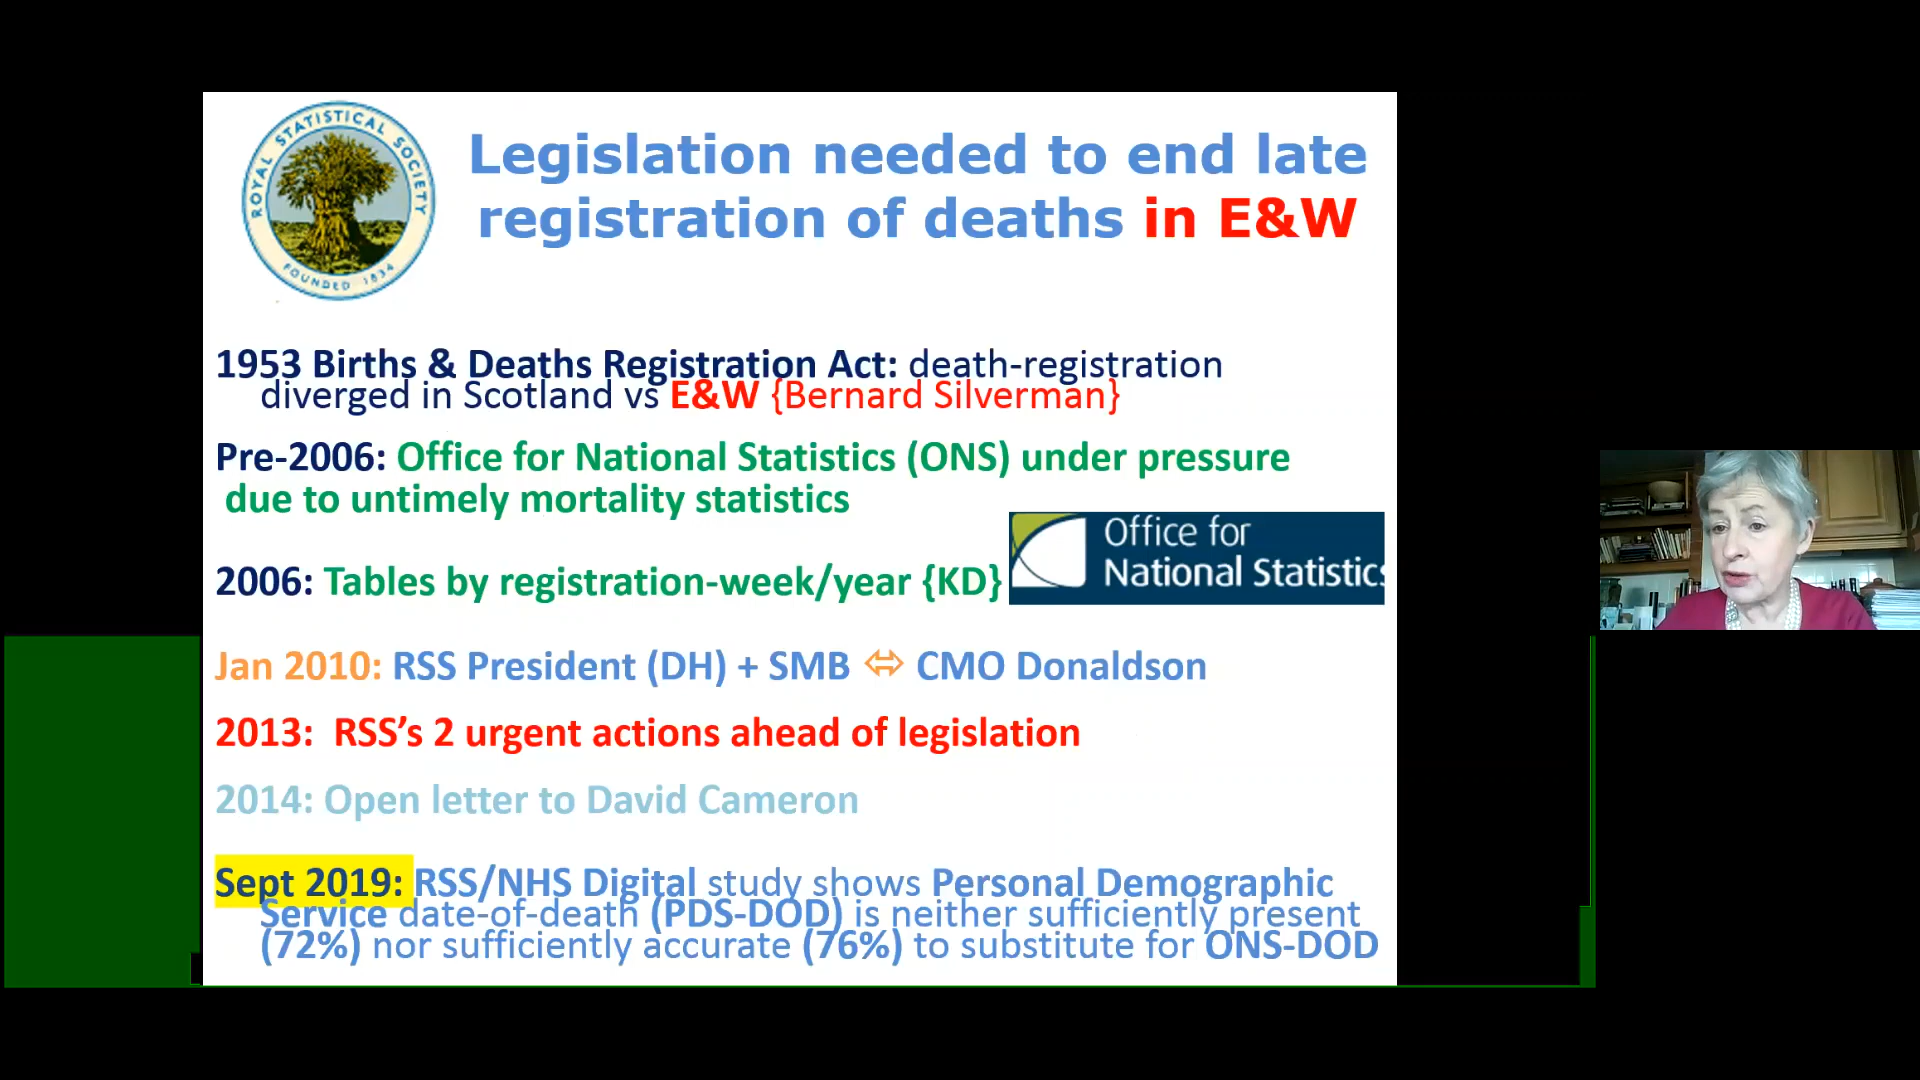 ROYAL STATISTICAL SOCIETY
FOUNDED 1834
Legislation needed to end late
registration of deaths in E&W
1953 Births & Deaths Registration Act: death-registration
diverged in Scotland vs E&W {Bernard Silverman}
Pre-2006: Office for National Statistics (ONS) under pressure
due to untimely mortality statistics
Office for
National Statistics
2006: Tables by registration-week/year {KD}
Jan 2010: RSS President (DH) + SMB ⬄ CMO Donaldson
2013: RSS’s 2 urgent actions ahead of legislation
2014: Open letter to David Cameron
Sept 2019: RSS/NHS Digital study shows Personal Demographic
Service date-of-death (PDS-DOD) is neither sufficiently present
(72%) nor sufficiently accurate (76%) to substitute for ONS-DOD